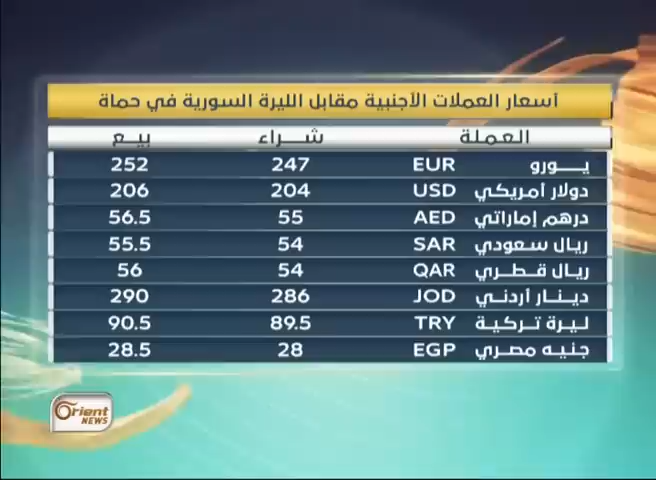 أسعار العملات الأجنبية مقابل الليرة السورية في حماة
العملة شراء بيع
يورو EUR 247 252
دولار أمريكي USD 204 206
درهم إماراتي AED 55 56.5
ريال سعودي SAR 54 55.5
ريال قطري QAR 54 56
دينار أردني JOD 286 290
ليرة تركية TRY 89.5 90.5
جنيه مصري EGP 28 28.5
Orient
NEWS